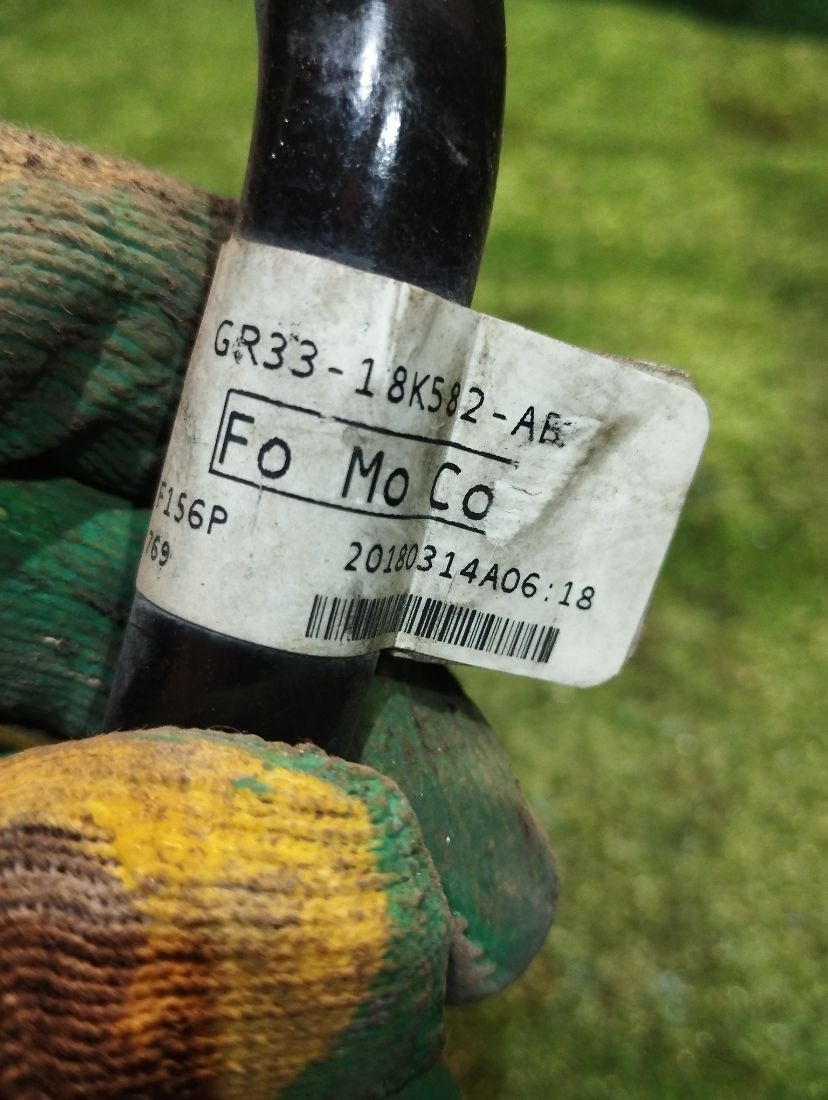 GR33-18K582-AB
Fo Mo Co
F156P
769
20180314A06:18